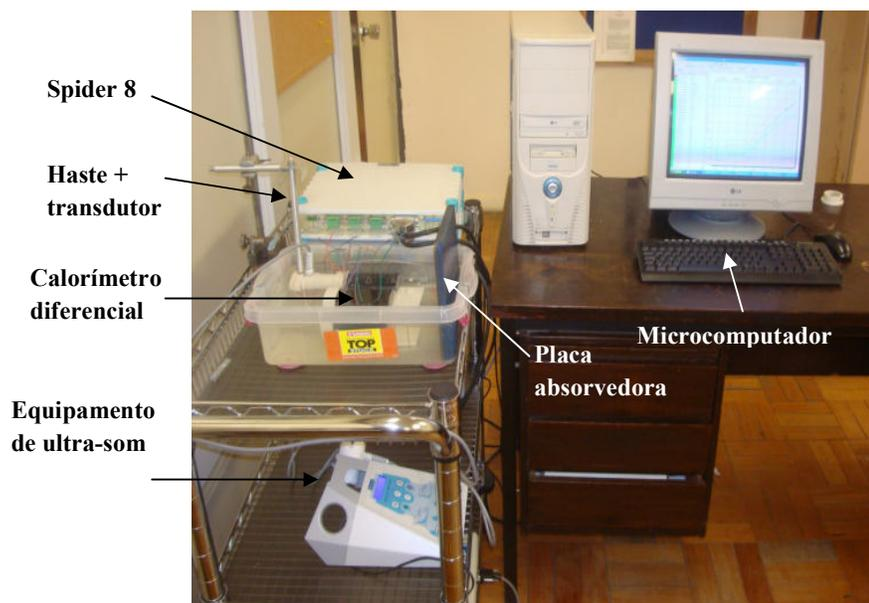 Spider 8
Haste +
transdutor
Calorímetro
diferencial
TOP
Equipamento
de ultra-som
Placa
absorvedora
Microcomputador
LG